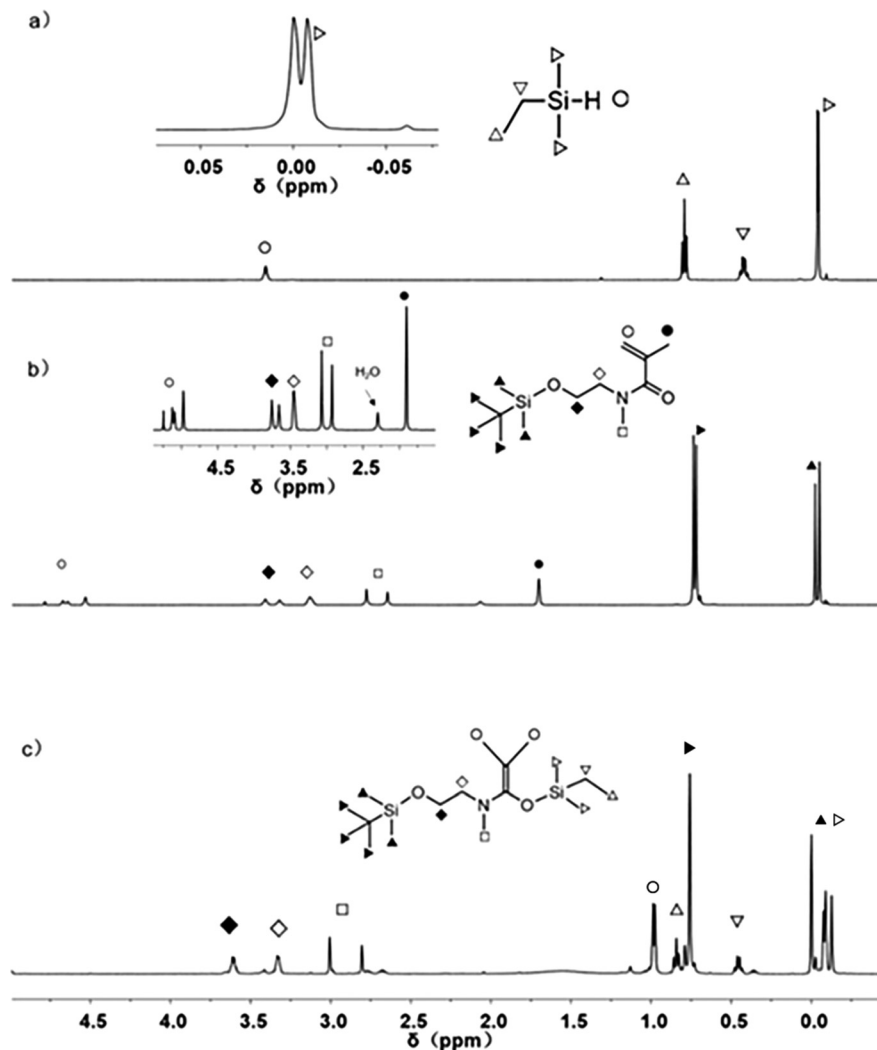 a)
Si-H
0.05 0.00 -0.05
δ (ppm)
b)
H₂O
O
Si O N O
4.5 3.5 2.5
δ (ppm)
c)
Si O N O Si
4.5 4.0 3.5 3.0 2.5 2.0 1.5 1.0 0.5 0.0
δ (ppm)